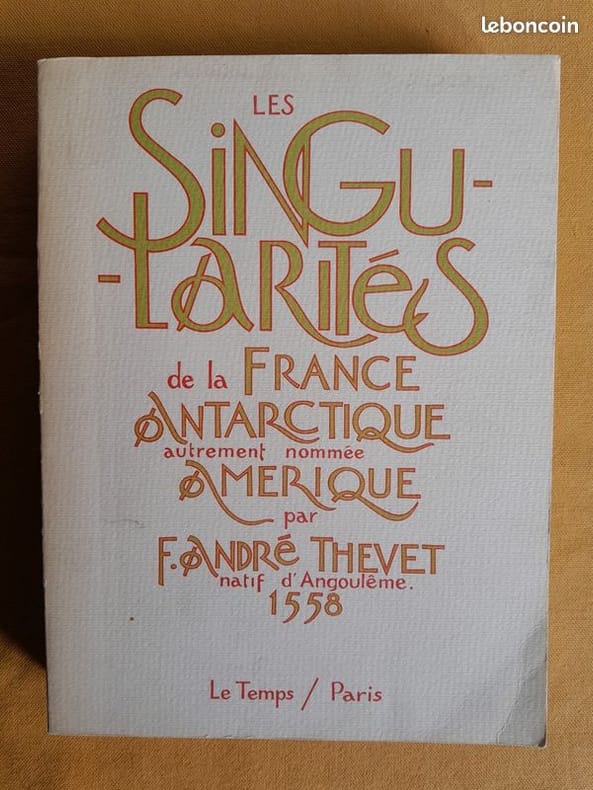 leboncoin
LES
SiNGU-
-LARITÉS
de la FRANCE
ANTARCTIQUE
autrement nommée
AMERIQUE
par
F. ANDRÉ THEVET
natif d'Angoulême.
1558
Le Temps / Paris